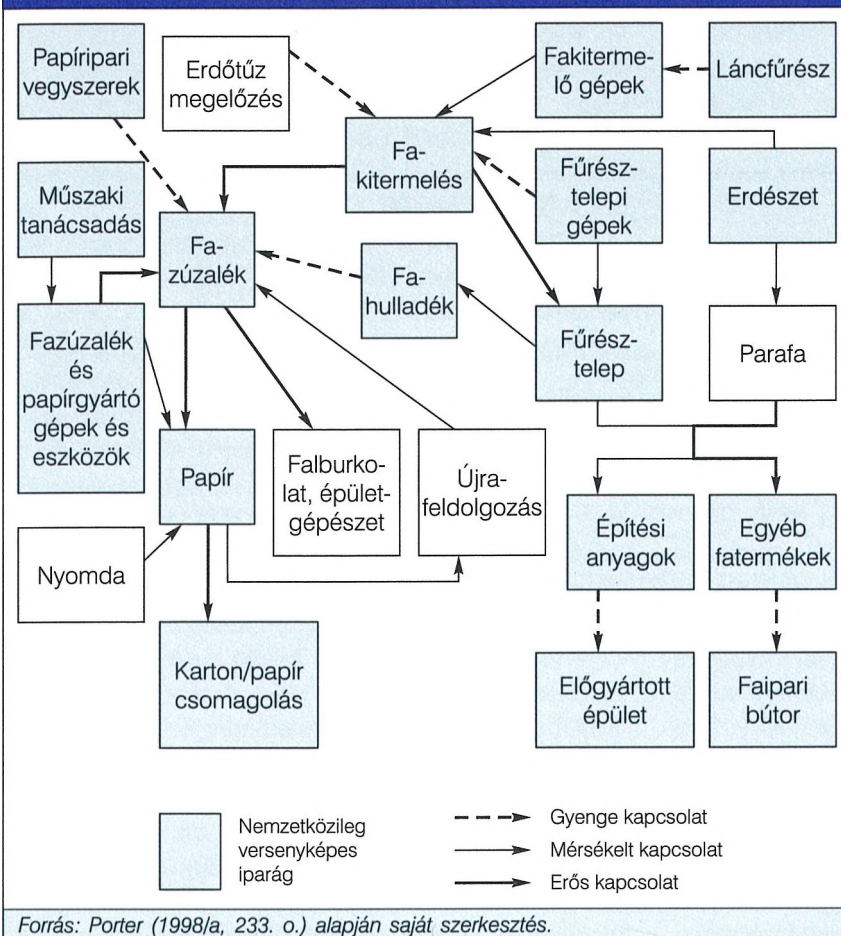 Papíripari
vegyszerek
Erdőtűz
megelőzés
Fakiterme-
lő gépek
Láncfűrész
Fa-
kitermelés
Műszaki
tanácsadás
Fűrész-
telepi
gépek
Erdészet
Fa-
zúzalék
Fa-
hulladék
Fazúzalék
és
papírgyártó
gépek és
eszközök
Fűrész-
telep
Parafa
Papír
Falburko-
lat, épület-
gépészet
Újra-
feldolgozás
Építési
anyagok
Egyéb
fatermékek
Nyomda
Karton/papír
csomagolás
Előgyártott
épület
Faipari
bútor
Nemzetközileg
versenyképes
iparág
Gyenge kapcsolat
Mérsékelt kapcsolat
Erős kapcsolat
Forrás: Porter (1998/a, 233. o.) alapján saját szerkesztés.